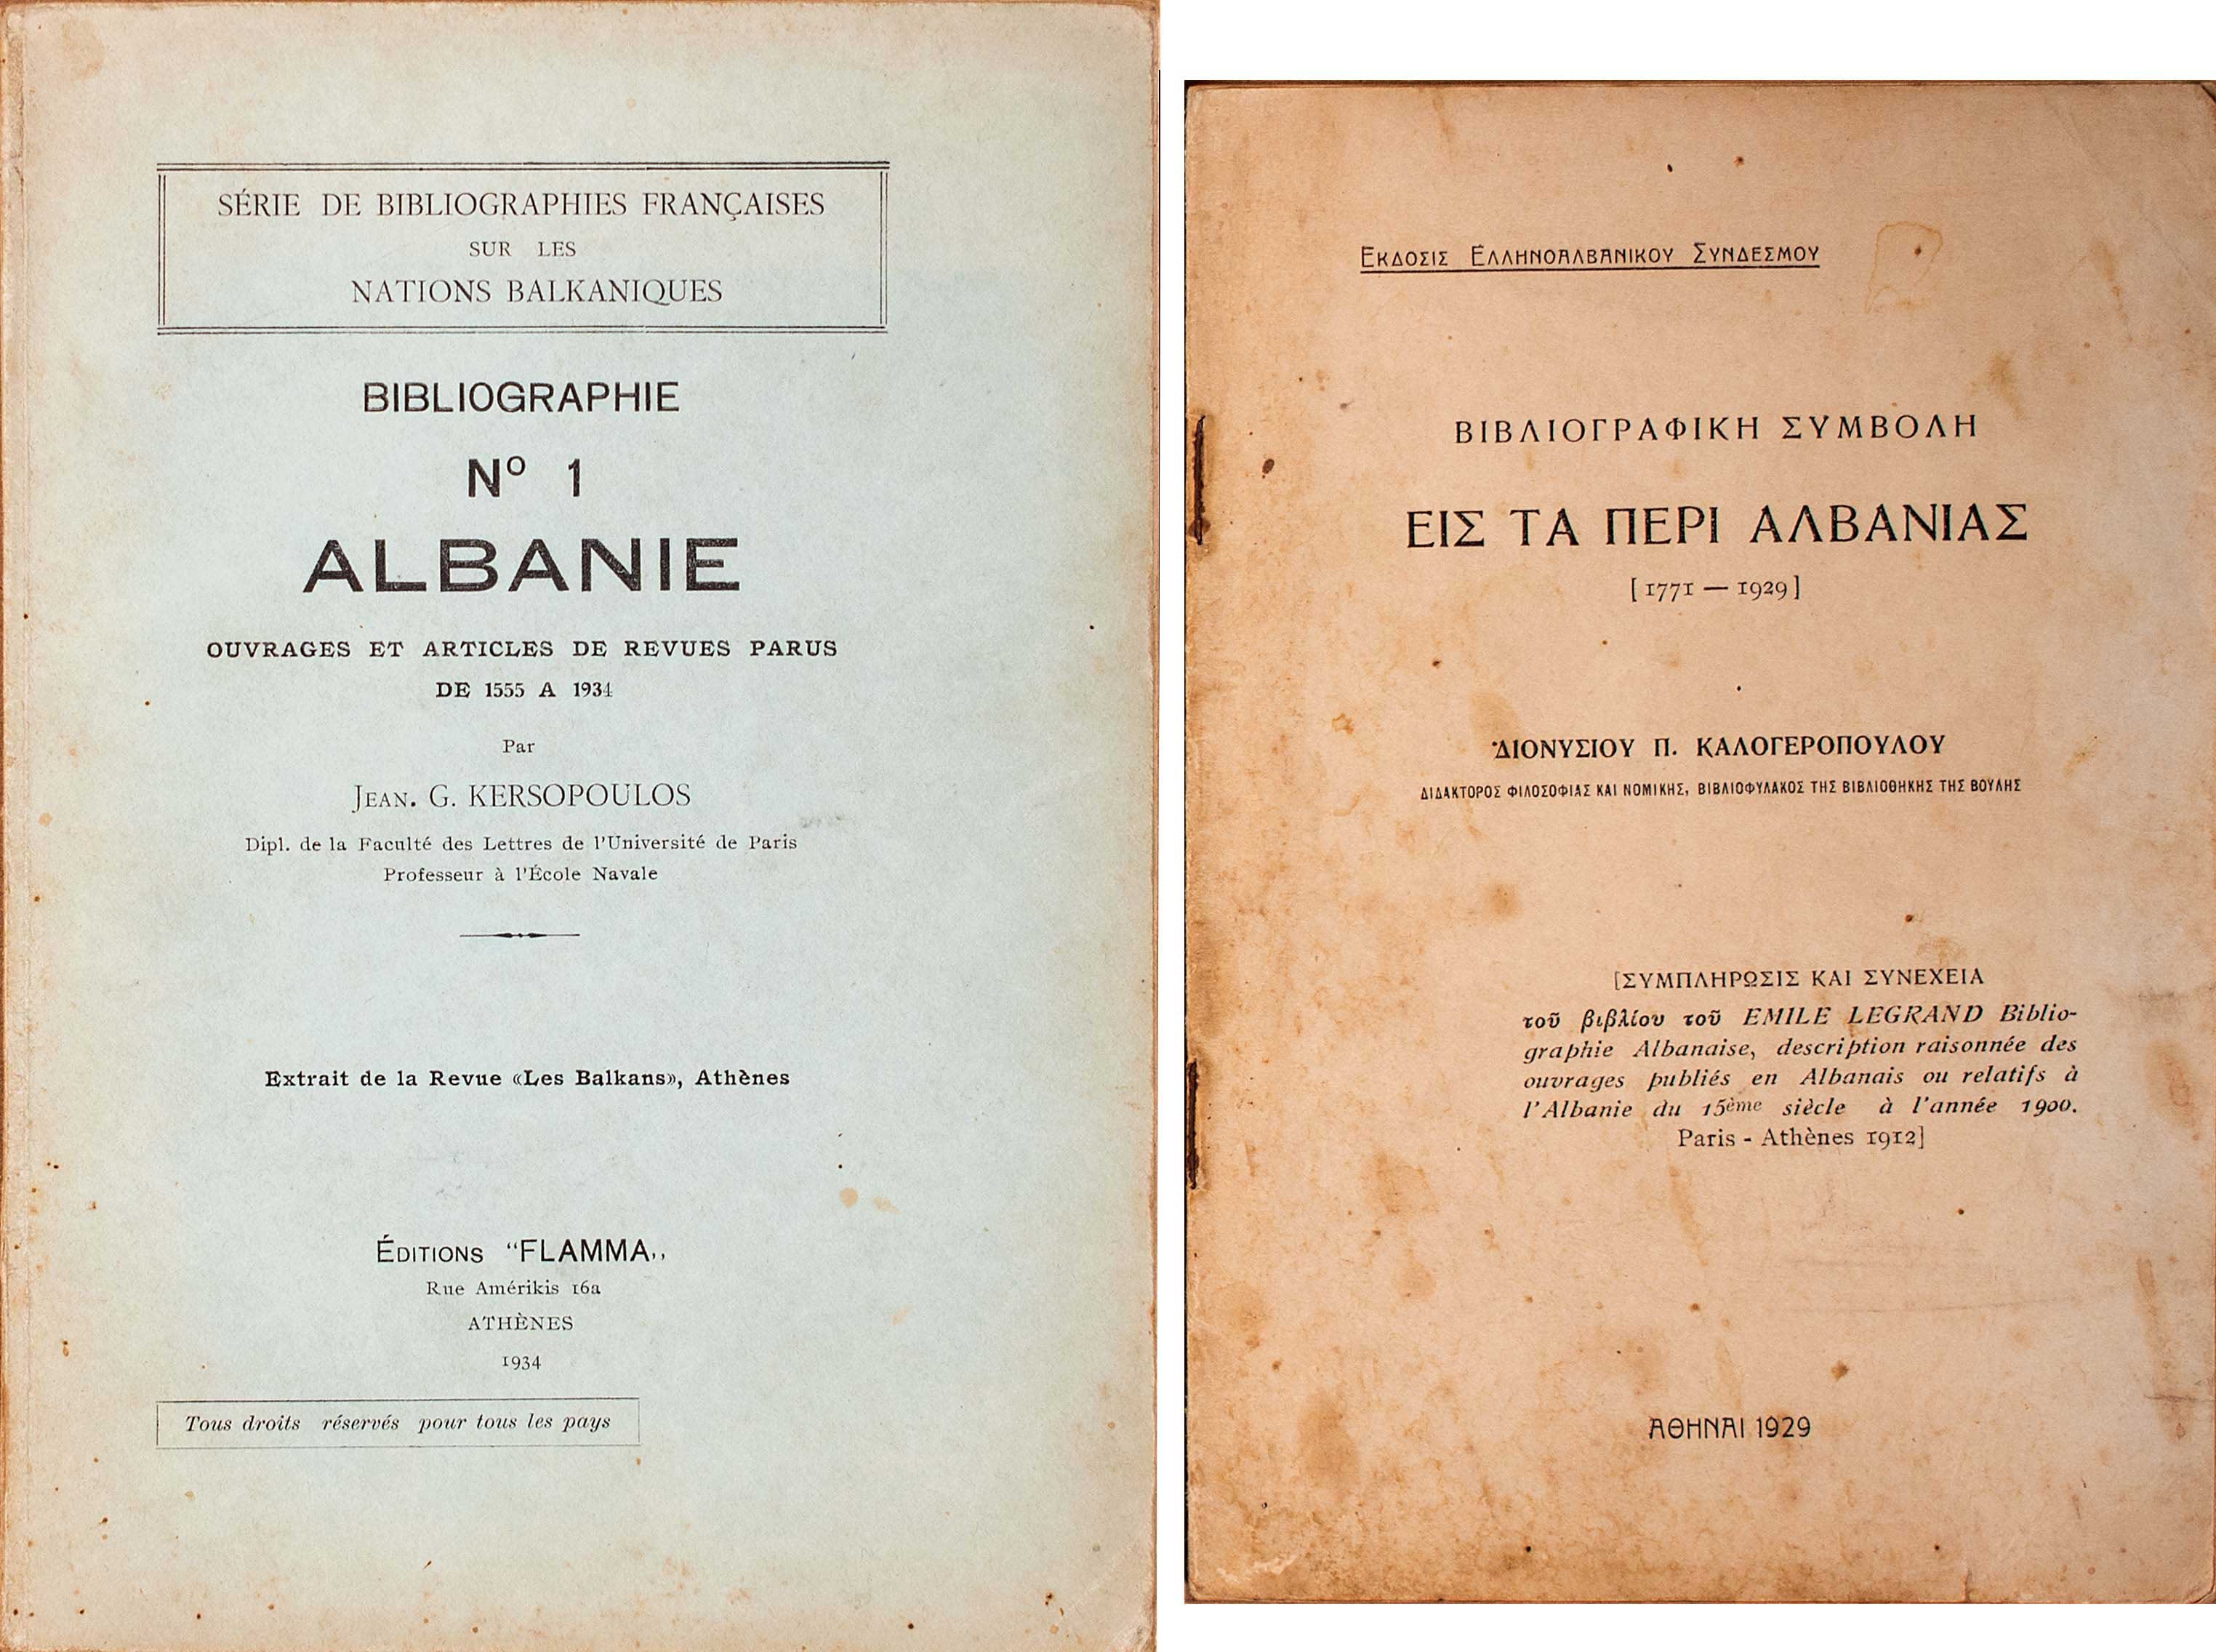 SÉRIE DE BIBLIOGRAPHIES FRANÇAISES
SUR LES
NATIONS BALKANIQUES
BIBLIOGRAPHIE
Nº 1
ALBANIE
OUVRAGES ET ARTICLES DE REVUES PARUS
DE 1555 A 1934
Par
JEAN. G. KERSOPOULOS
Dipl. de la Faculté des Lettres de l'Université de Paris
Professeur à l'École Navale
Extrait de la Revue «Les Balkans», Athènes
ÉDITIONS “FLAMMA,,
Rue Amérikis 16a
ATHÈNES
1934
Tous droits réservés pour tous les pays
ΕΚΔΟΣΙΣ ΕΛΛΗΝΟΑΛΒΑΝΙΚΟΥ ΣΥΝΔΕΣΜΟΥ
ΒΙΒΛΙΟΓΡΑΦΙΚΗ ΣΥΜΒΟΛΗ
ΕΙΣ ΤΑ ΠΕΡΙ ΑΛΒΑΝΙΑΣ
[1771 — 1929]
ΔΙΟΝΥΣΙΟΥ Π. ΚΑΛΟΓΕΡΟΠΟΥΛΟΥ
ΔΙΔΑΚΤΟΡΟΣ ΦΙΛΟΣΟΦΙΑΣ ΚΑΙ ΝΟΜΙΚΗΣ, ΒΙΒΛΙΟΦΥΛΑΚΟΣ ΤΗΣ ΒΙΒΛΙΟΘΗΚΗΣ ΤΗΣ ΒΟΥΛΗΣ
[ΣΥΜΠΛΗΡΩΣΙΣ ΚΑΙ ΣΥΝΕΧΕΙΑ
τοῦ βιβλίου τοῦ EMILE LEGRAND Biblio-
graphie Albanaise, description raisonnée des
ouvrages publiés en Albanais ou relatifs à
l'Albanie du 15ème siècle à l'année 1900.
Paris - Athènes 1912]
ΑΘΗΝΑΙ 1929